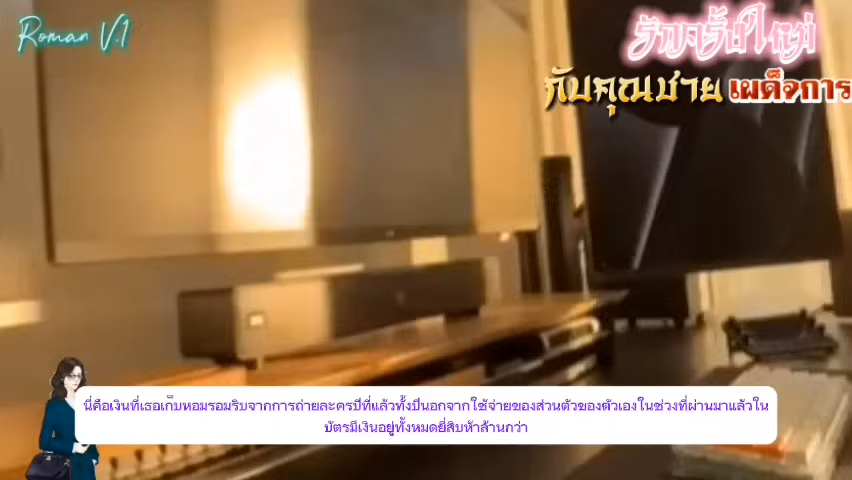 Roman V.1
รักครั้งใหม่
กับคุณชาย เผด็จการ
นี่คือเงินที่เธอเก็บหอมรอมริบจากการถ่ายละครปีที่แล้วทั้งปีนอกจากใช้จ่ายของส่วนตัวของตัวเองในช่วงที่ผ่านมาแล้วใน
บัตรมีเงินอยู่ทั้งหมดยี่สิบห้าล้านกว่า